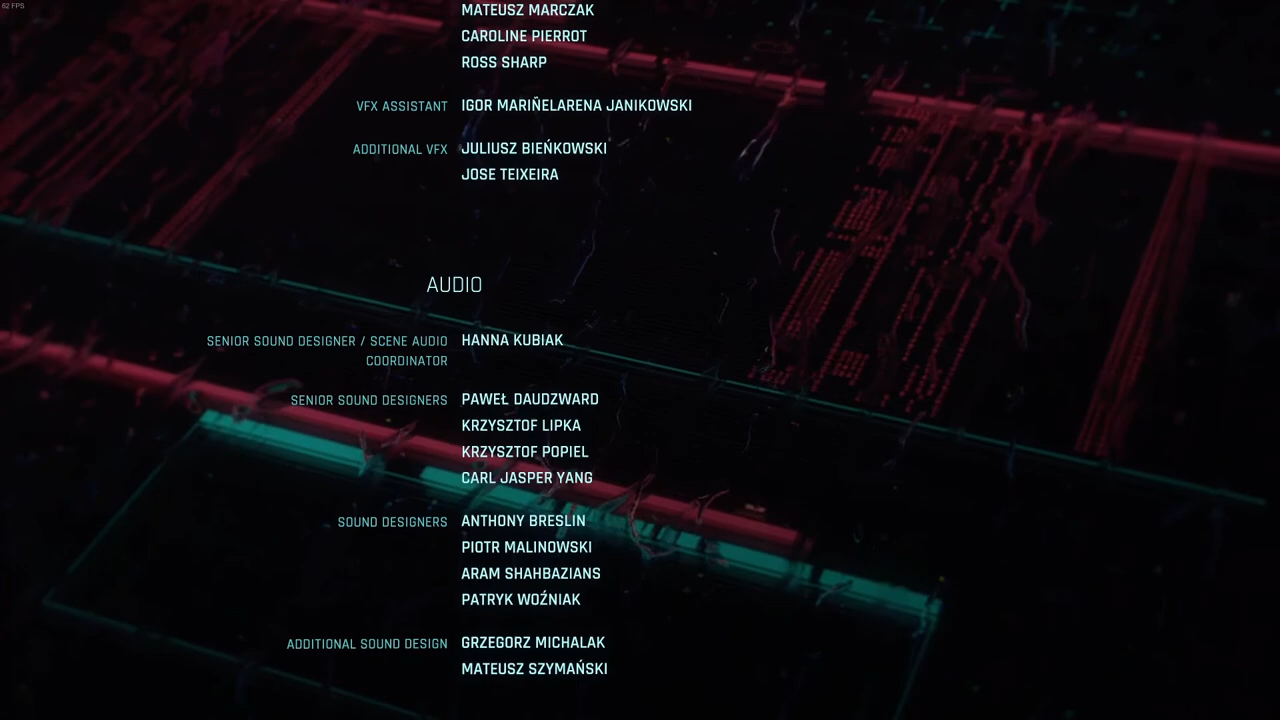 62 FPS
MATEUSZ MARCZAK
CAROLINE PIERROT
ROSS SHARP
VFX ASSISTANT IGOR MARIÑELARENA JANIKOWSKI
ADDITIONAL VFX JULIUSZ BIEŃKOWSKI
JOSE TEIXEIRA
AUDIO
SENIOR SOUND DESIGNER / SCENE AUDIO HANNA KUBIAK
COORDINATOR
SENIOR SOUND DESIGNERS PAWEŁ DAUDZWARD
KRZYSZTOF LIPKA
KRZYSZTOF POPIEL
CARL JASPER YANG
SOUND DESIGNERS ANTHONY BRESLIN
PIOTR MALINOWSKI
ARAM SHAHBAZIANS
PATRYK WOŹNIAK
ADDITIONAL SOUND DESIGN GRZEGORZ MICHALAK
MATEUSZ SZYMAŃSKI